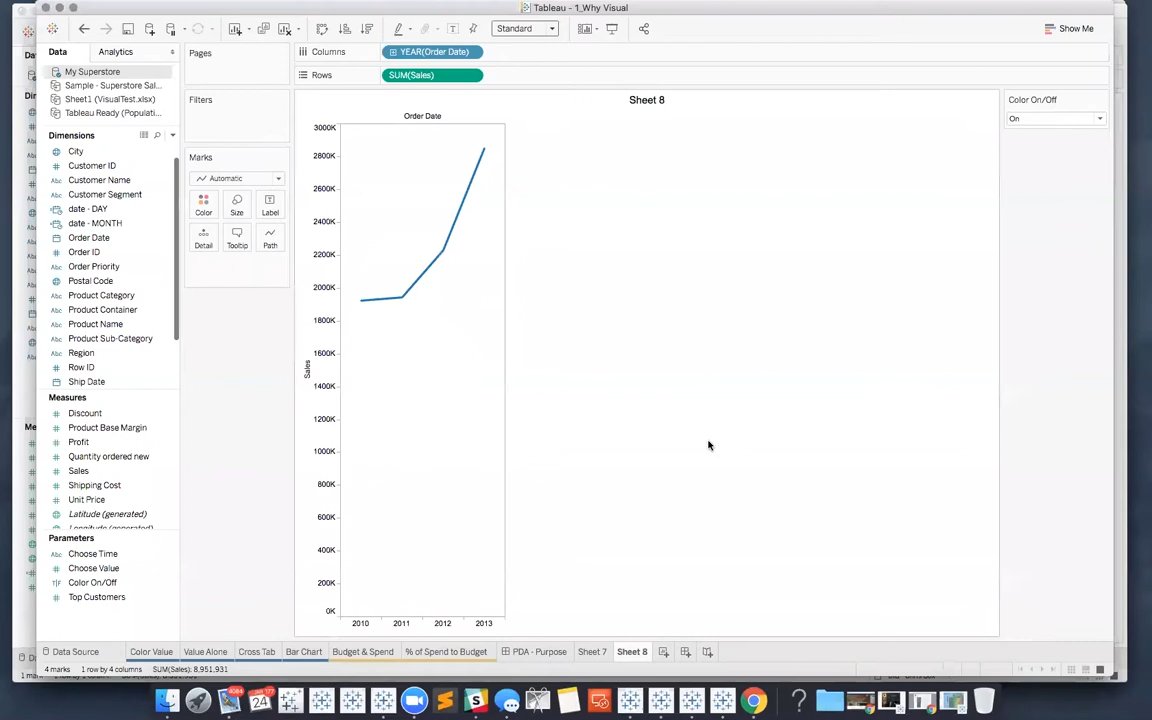 Tableau - 1_Why Visual
Standard
Show Me
Data
Analytics
Pages
Columns
YEAR(Order Date)
Rows
SUM(Sales)
My Superstore
Sample - Superstore Sal...
Sheet1 (VisualTest.xlsx)
Tableau Ready (Populati...
Filters
Sheet 8
Color On/Off
On
Dimensions
City
Customer ID
Customer Name
Customer Segment
date - DAY
date - MONTH
Order Date
Order ID
Order Priority
Postal Code
Product Category
Product Container
Product Name
Product Sub-Category
Region
Row ID
Ship Date
Marks
Automatic
Color
Size
Label
Detail
Tooltip
Path
Order Date
3000K
2800K
2600K
2400K
2200K
2000K
1800K
1600K
1400K
1200K
1000K
800K
600K
400K
200K
0K
Sales
2010
2011
2012
2013
Measures
Discount
Product Base Margin
Profit
Quantity ordered new
Sales
Shipping Cost
Unit Price
Latitude (generated)
Longitude (generated)
Parameters
Choose Time
Choose Value
Color On/Off
Top Customers
Data Source
Color Value
Value Alone
Cross Tab
Bar Chart
Budget & Spend
% of Spend to Budget
PDA - Purpose
Sheet 7
Sheet 8
4 marks
1 row by 4 columns
SUM(Sales): 8,951,931